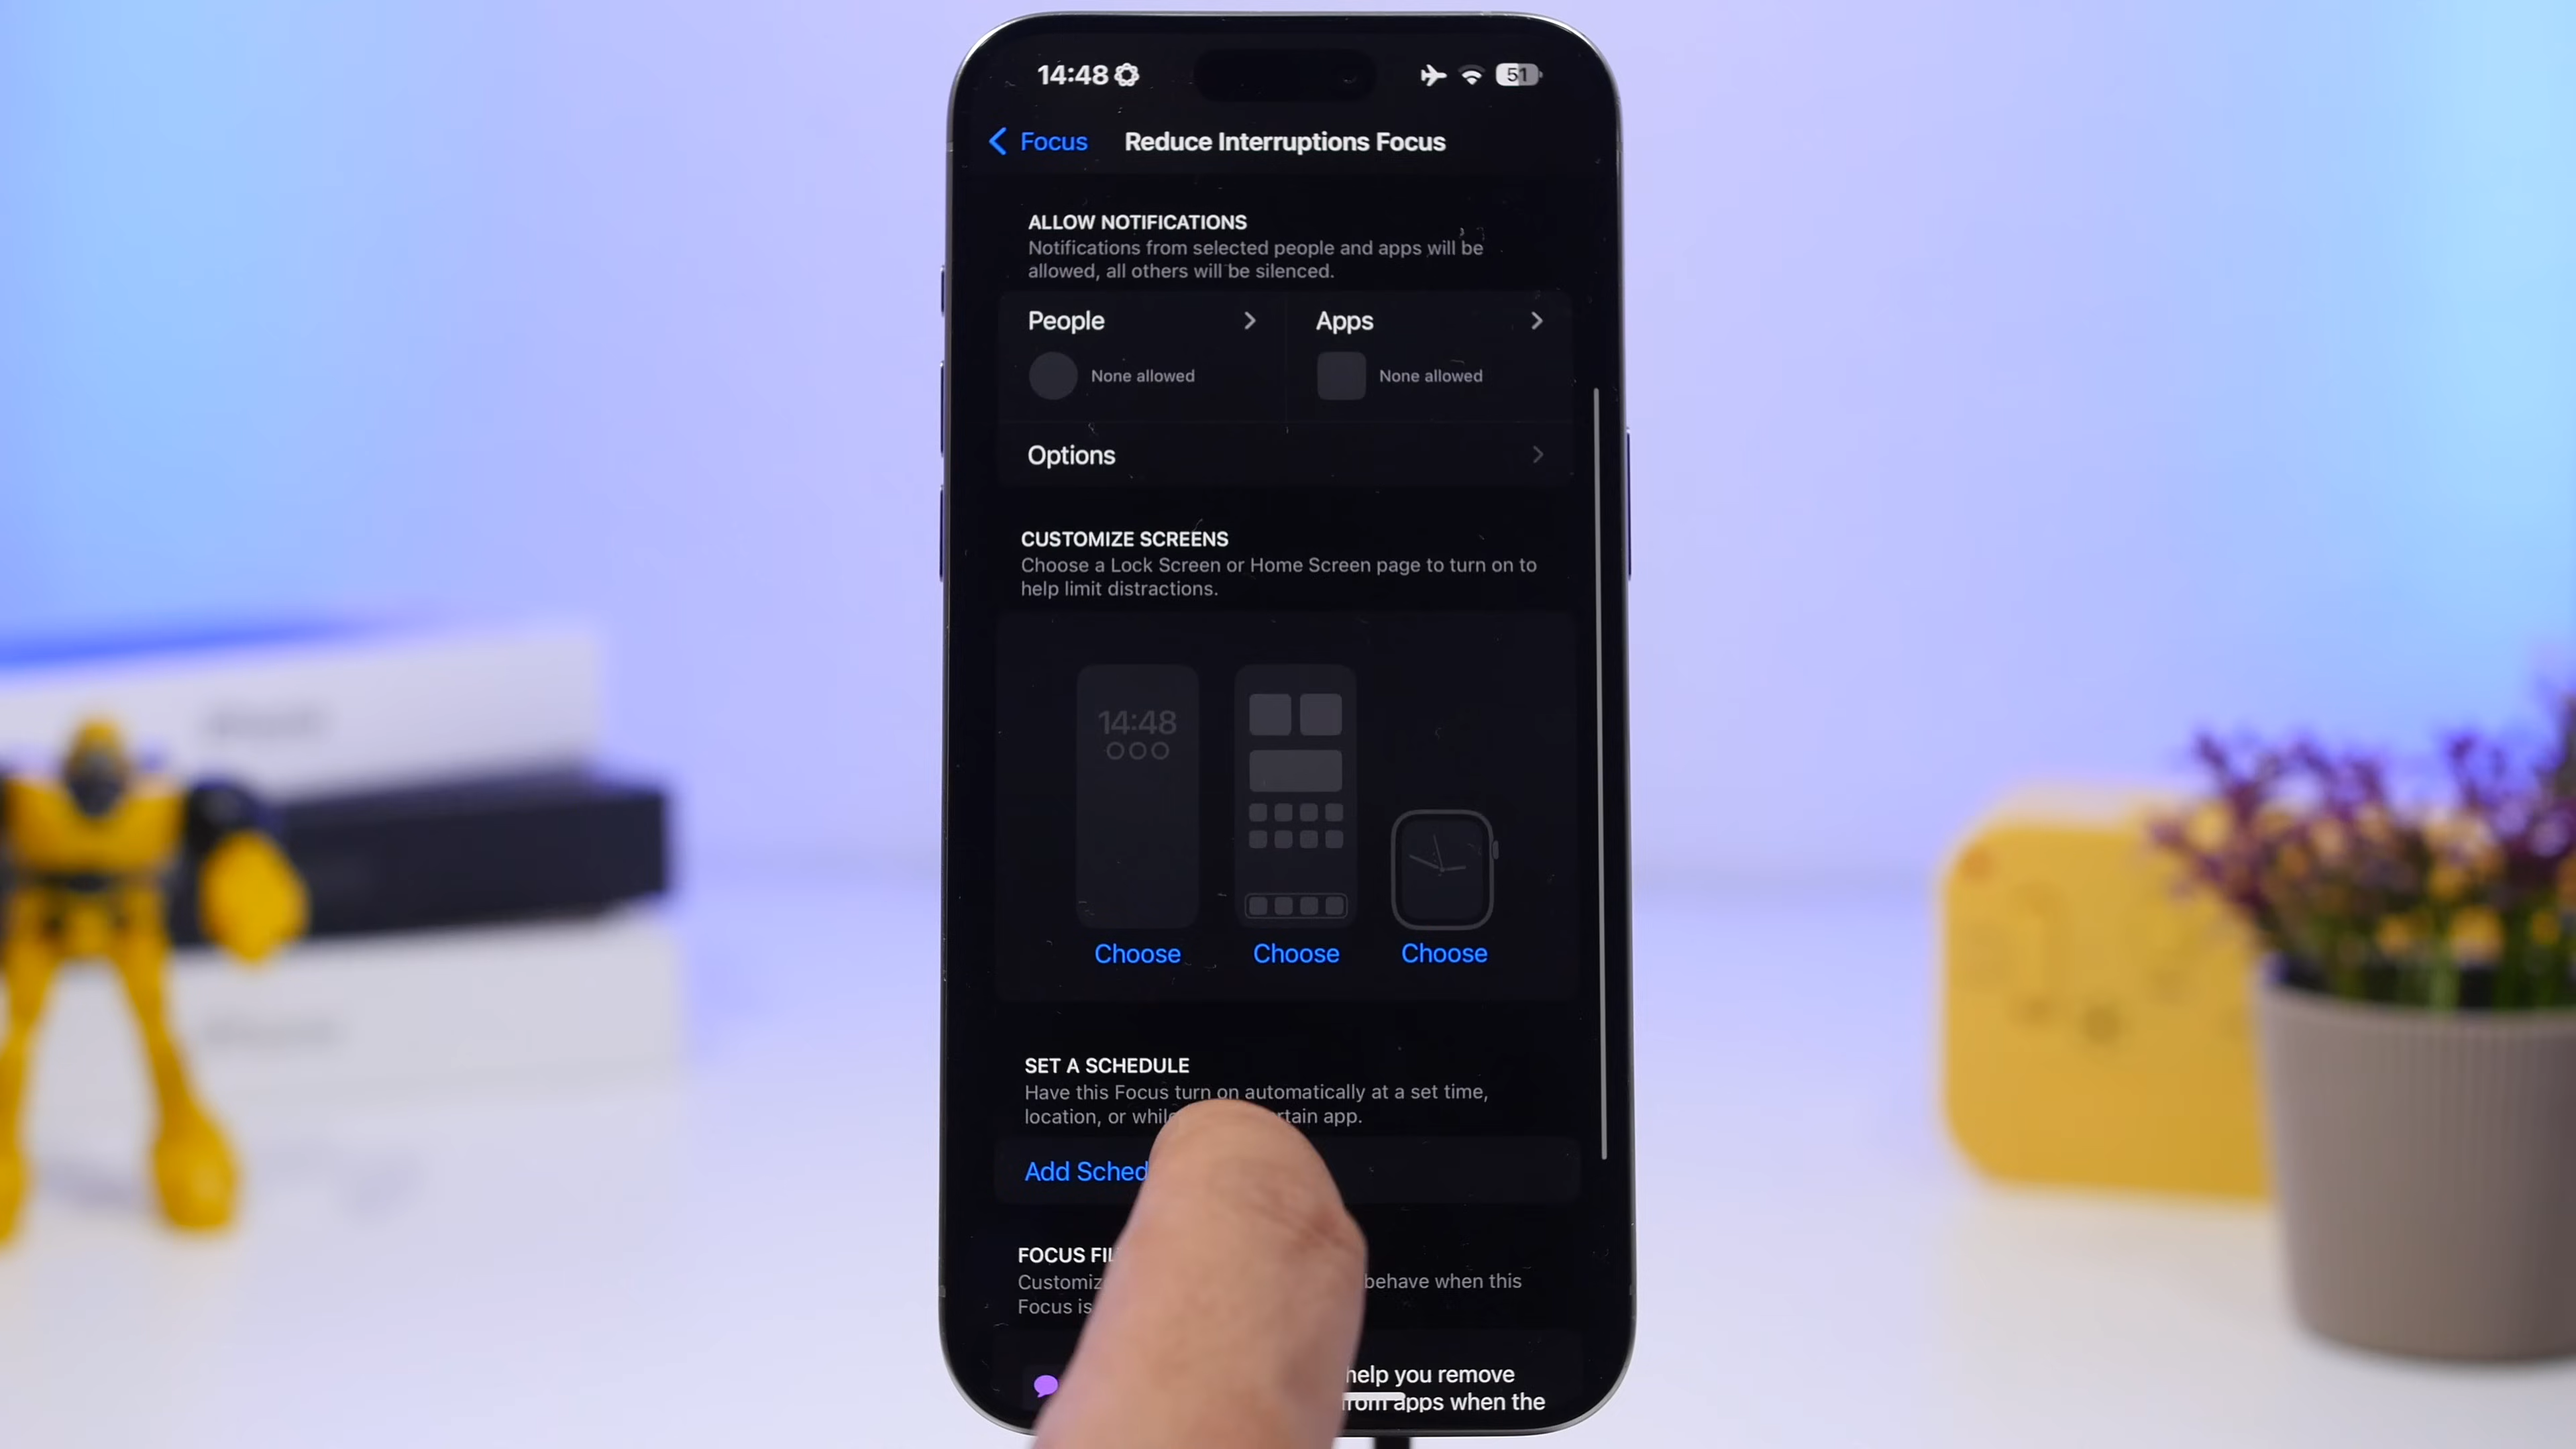 14:48
51
Focus
Reduce Interruptions Focus
ALLOW NOTIFICATIONS
Notifications from selected people and apps will be
allowed, all others will be silenced.
People
Apps
None allowed
None allowed
Options
CUSTOMIZE SCREENS
Choose a Lock Screen or Home Screen page to turn on to
help limit distractions.
14:48
Choose
Choose
Choose
SET A SCHEDULE
Have this Focus turn on automatically at a set time,
location, or while tain app.
Add Sched
FOCUS FIL
Customiz behave when this
Focus is
help you remove
from apps when the